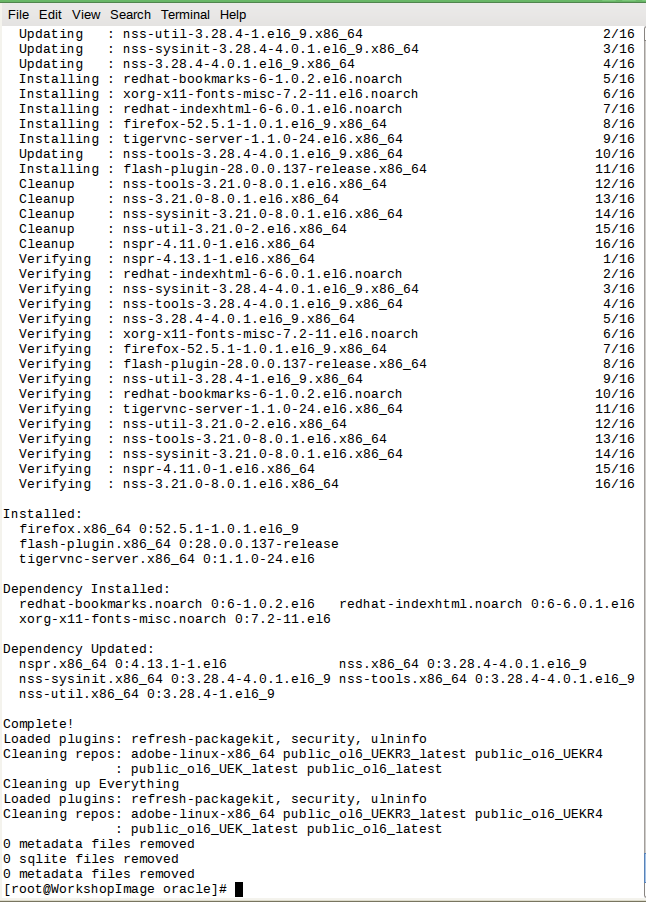 File Edit View Search Terminal Help
  Updating   : nss-util-3.28.4-1.el6_9.x86_64                             2/16
  Updating   : nss-sysinit-3.28.4-4.0.1.el6_9.x86_64                      3/16
  Updating   : nss-3.28.4-4.0.1.el6_9.x86_64                              4/16
  Installing : redhat-bookmarks-6-1.0.2.el6.noarch                        5/16
  Installing : xorg-x11-fonts-misc-7.2-11.el6.noarch                      6/16
  Installing : redhat-indexhtml-6-6.0.1.el6.noarch                        7/16
  Installing : firefox-52.5.1-1.0.1.el6_9.x86_64                          8/16
  Installing : tigervnc-server-1.1.0-24.el6.x86_64                        9/16
  Updating   : nss-tools-3.28.4-4.0.1.el6_9.x86_64                       10/16
  Installing : flash-plugin-28.0.0.137-release.x86_64                    11/16
  Cleanup    : nss-tools-3.21.0-8.0.1.el6.x86_64                         12/16
  Cleanup    : nss-3.21.0-8.0.1.el6.x86_64                               13/16
  Cleanup    : nss-sysinit-3.21.0-8.0.1.el6.x86_64                       14/16
  Cleanup    : nss-util-3.21.0-2.el6.x86_64                              15/16
  Cleanup    : nspr-4.11.0-1.el6.x86_64                                  16/16
  Verifying  : nspr-4.13.1-1.el6.x86_64                                   1/16
  Verifying  : redhat-indexhtml-6-6.0.1.el6.noarch                        2/16
  Verifying  : nss-sysinit-3.28.4-4.0.1.el6_9.x86_64                      3/16
  Verifying  : nss-tools-3.28.4-4.0.1.el6_9.x86_64                        4/16
  Verifying  : nss-3.28.4-4.0.1.el6_9.x86_64                              5/16
  Verifying  : xorg-x11-fonts-misc-7.2-11.el6.noarch                      6/16
  Verifying  : firefox-52.5.1-1.0.1.el6_9.x86_64                          7/16
  Verifying  : flash-plugin-28.0.0.137-release.x86_64                     8/16
  Verifying  : nss-util-3.28.4-1.el6_9.x86_64                             9/16
  Verifying  : redhat-bookmarks-6-1.0.2.el6.noarch                       10/16
  Verifying  : tigervnc-server-1.1.0-24.el6.x86_64                       11/16
  Verifying  : nss-util-3.21.0-2.el6.x86_64                              12/16
  Verifying  : nss-tools-3.21.0-8.0.1.el6.x86_64                         13/16
  Verifying  : nss-sysinit-3.21.0-8.0.1.el6.x86_64                       14/16
  Verifying  : nspr-4.11.0-1.el6.x86_64                                  15/16
  Verifying  : nss-3.21.0-8.0.1.el6.x86_64                               16/16

Installed:
  firefox.x86_64 0:52.5.1-1.0.1.el6_9
  flash-plugin.x86_64 0:28.0.0.137-release
  tigervnc-server.x86_64 0:1.1.0-24.el6

Dependency Installed:
  redhat-bookmarks.noarch 0:6-1.0.2.el6   redhat-indexhtml.noarch 0:6-6.0.1.el6
  xorg-x11-fonts-misc.noarch 0:7.2-11.el6

Dependency Updated:
  nspr.x86_64 0:4.13.1-1.el6              nss.x86_64 0:3.28.4-4.0.1.el6_9
  nss-sysinit.x86_64 0:3.28.4-4.0.1.el6_9 nss-tools.x86_64 0:3.28.4-4.0.1.el6_9
  nss-util.x86_64 0:3.28.4-1.el6_9

Complete!
Loaded plugins: refresh-packagekit, security, ulninfo
Cleaning repos: adobe-linux-x86_64 public_ol6_UEKR3_latest public_ol6_UEKR4
              : public_ol6_UEK_latest public_ol6_latest
Cleaning up Everything
Loaded plugins: refresh-packagekit, security, ulninfo
Cleaning repos: adobe-linux-x86_64 public_ol6_UEKR3_latest public_ol6_UEKR4
              : public_ol6_UEK_latest public_ol6_latest
0 metadata files removed
0 sqlite files removed
0 metadata files removed
[root@WorkshopImage oracle]#